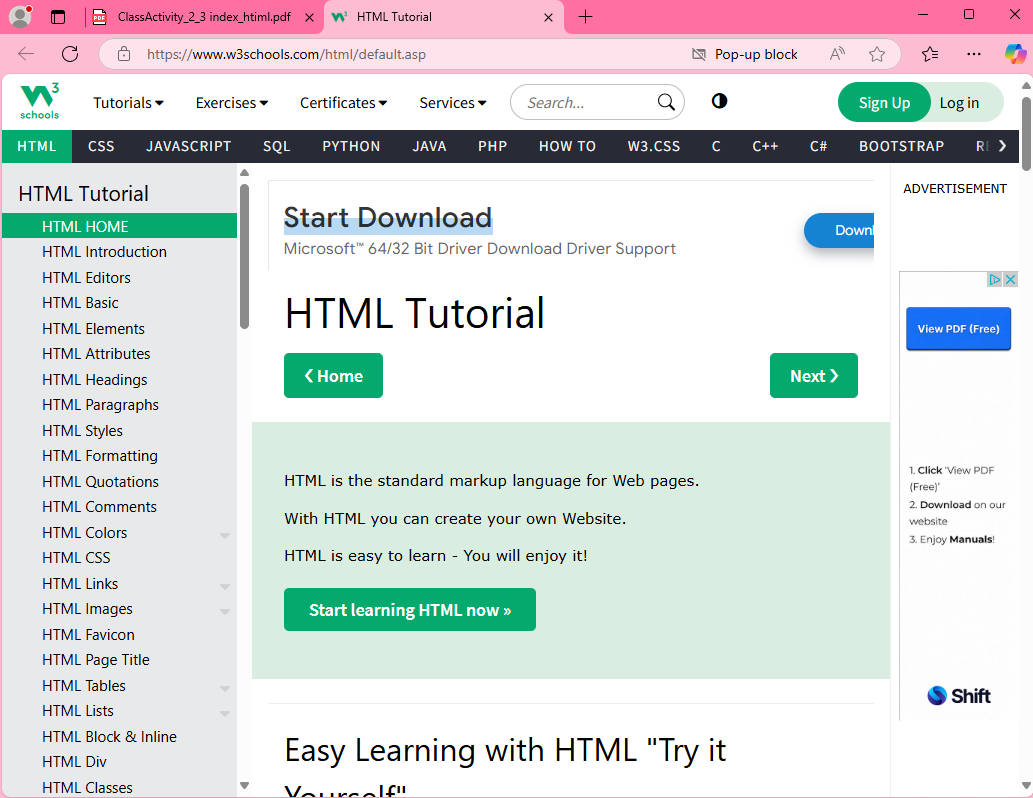 ClassActivity_2_3 index_htiml.pdf
HTML Tutorial
https://www.w3schools.com/html/default.asp
Pop-up block
W3 schools
Tutorials
Exercises
Certificates
Services
Search...
Sign Up
Log in
HTML CSS JAVASCRIPT SQL PYTHON JAVA PHP HOW TO W3.CSS C C++ C# BOOTSTRAP
HTML Tutorial
HTML HOME
HTML Introduction
HTML Editors
HTML Basic
HTML Elements
HTML Attributes
HTML Headings
HTML Paragraphs
HTML Styles
HTML Formatting
HTML Quotations
HTML Comments
HTML Colors
HTML CSS
HTML Links
HTML Images
HTML Favicon
HTML Page Title
HTML Tables
HTML Lists
HTML Block & Inline
HTML Div
HTML Classes
Start Download
Microsoft™ 64/32 Bit Driver Download Driver Support
HTML Tutorial
❮ Home
Next ❯
HTML is the standard markup language for Web pages.
With HTML you can create your own Website.
HTML is easy to learn - You will enjoy it!
Start learning HTML now »
Easy Learning with HTML "Try it
Yourself"
ADVERTISEMENT
View PDF (Free)
1. Click 'View PDF
(Free)'
2. Download on our
website
3. Enjoy Manuals!
Shift